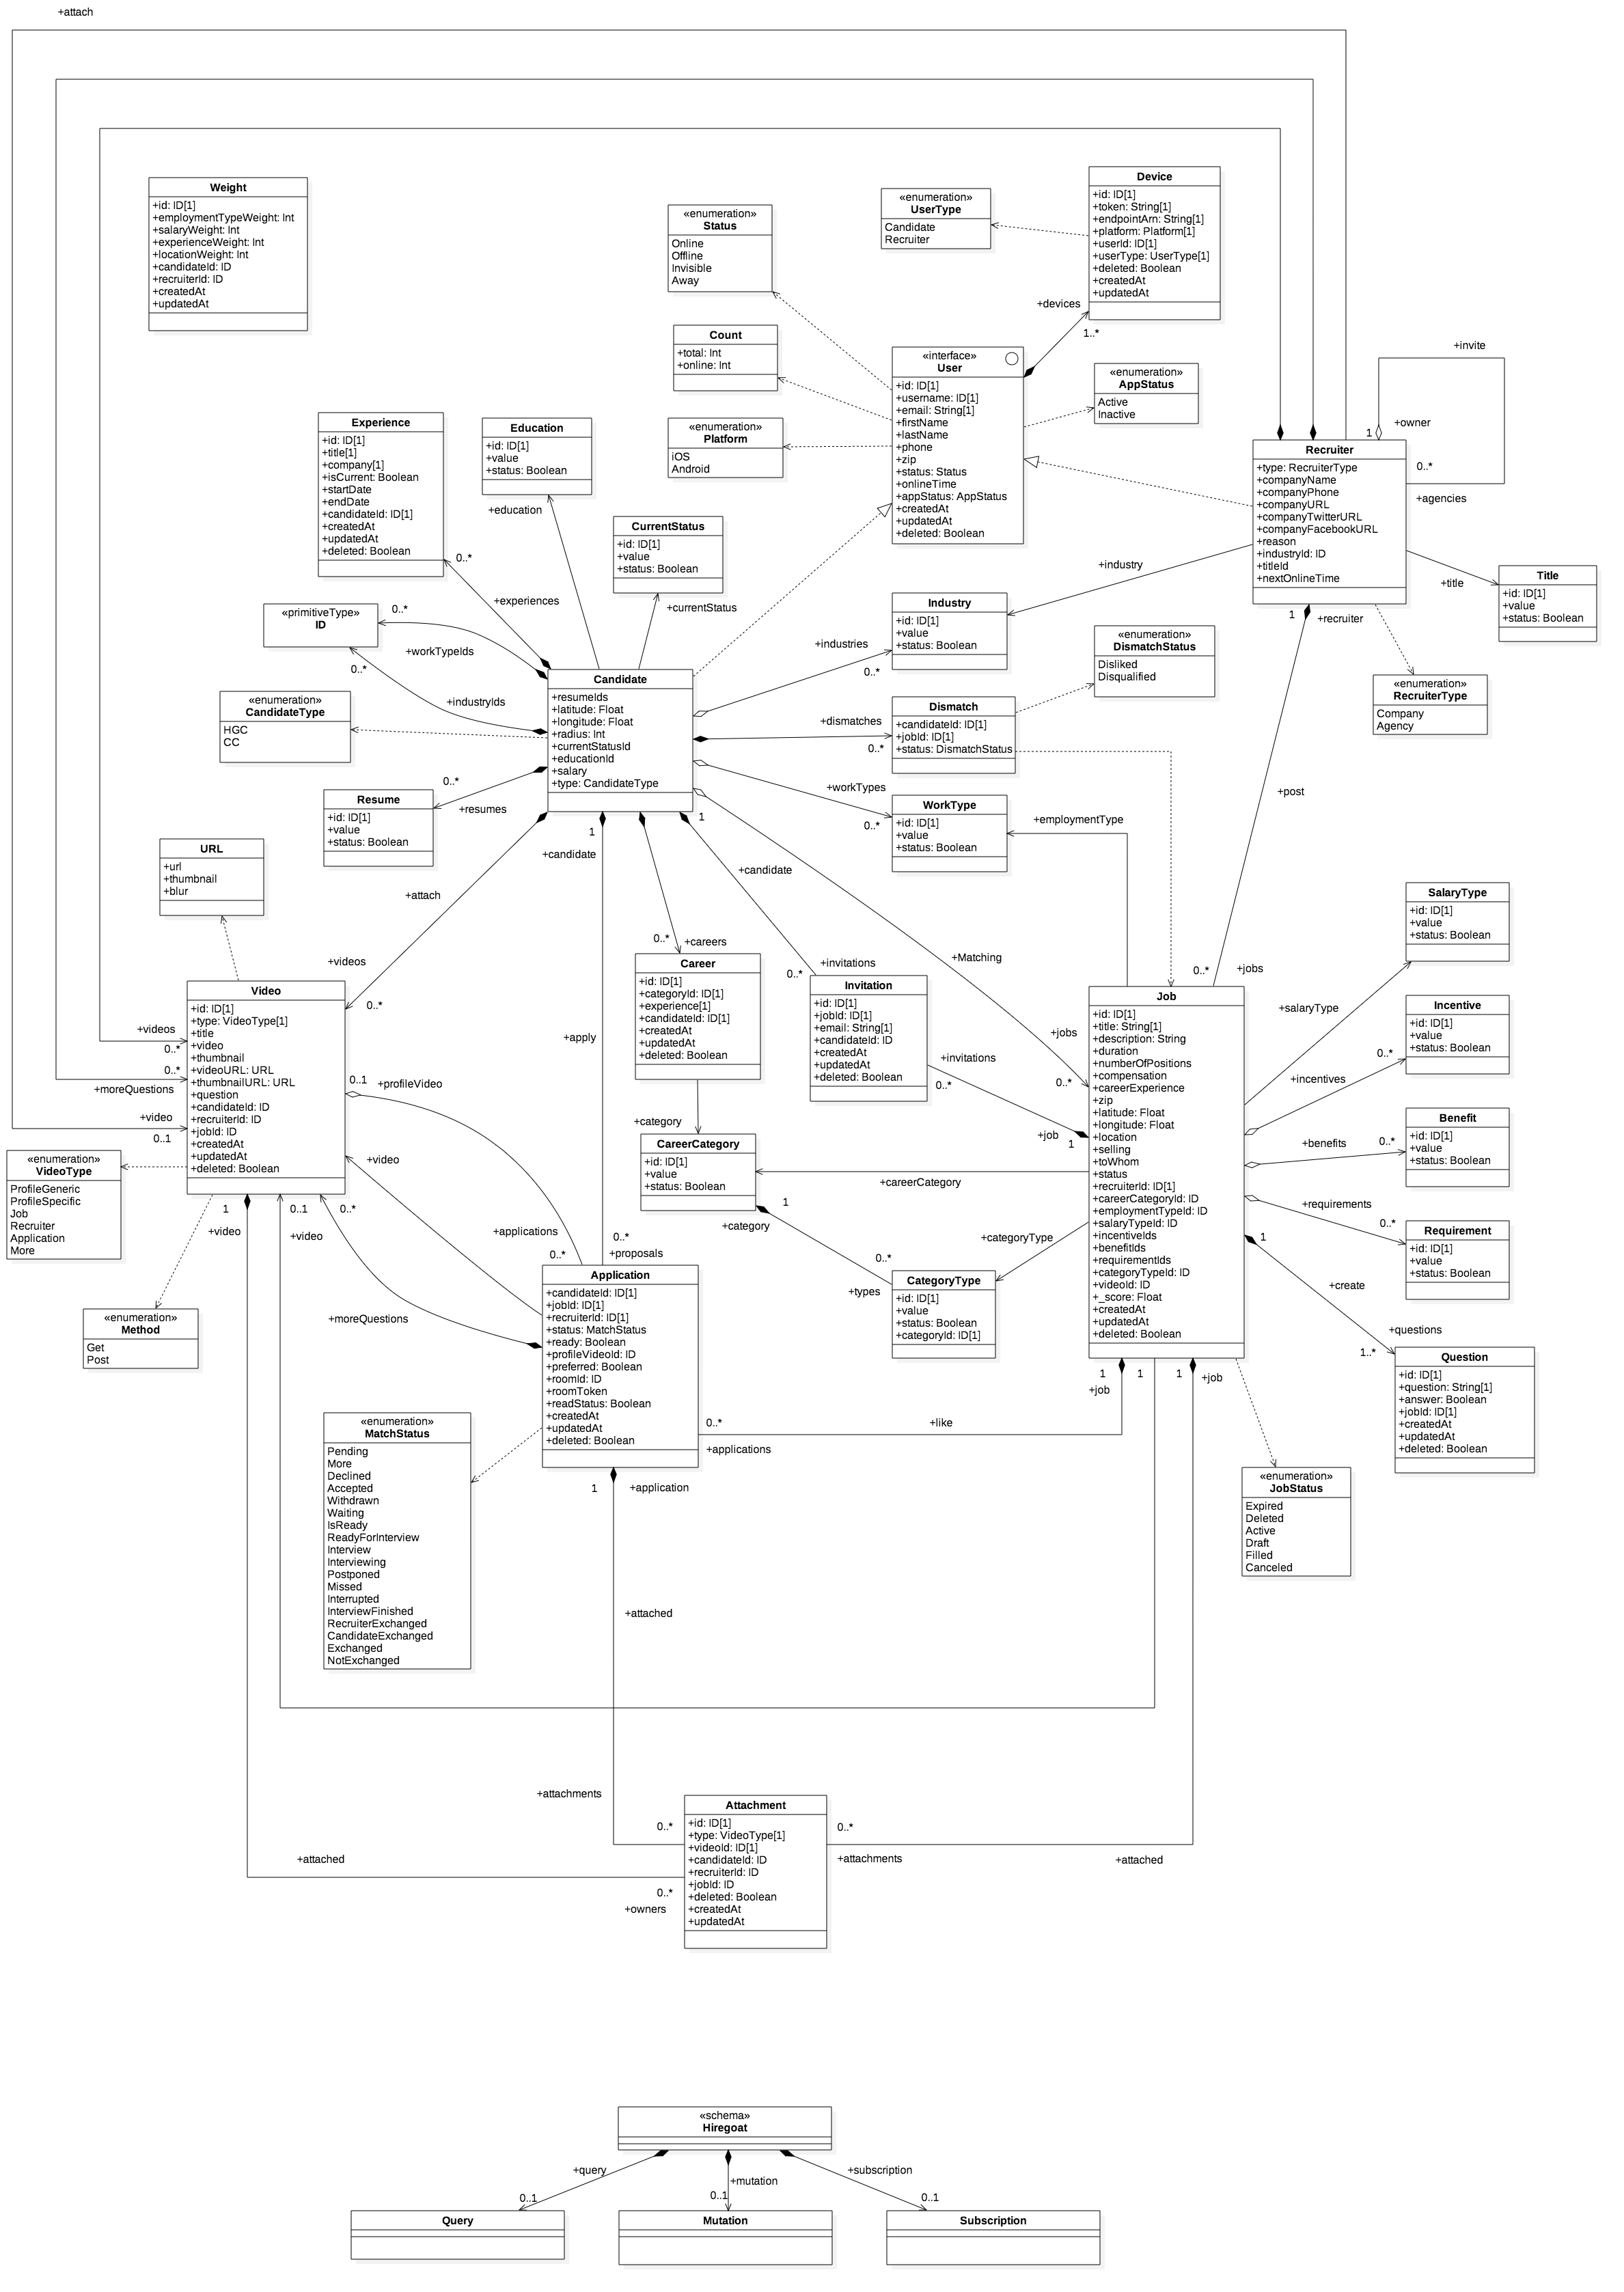 +attach
Weight
+id: ID[1]
+employmentTypeWeight: Int
+salaryWeight: Int
+experienceWeight: Int
+locationWeight: Int
+candidateId: ID
+recruiterId: ID
+createdAt
+updatedAt
«enumeration»
Status
Online
Offline
Invisible
Away
«enumeration»
UserType
Candidate
Recruiter
Device
+id: ID[1]
+token: String[1]
+endpointArn: String[1]
+platform: Platform[1]
+userId: ID[1]
+userType: UserType[1]
+deleted: Boolean
+createdAt
+updatedAt
+devices
1..*
Count
+total: Int
+online: Int
«interface»
User
+id: ID[1]
+username: ID[1]
+email: String[1]
+firstName
+lastName
+phone
+zip
+status: Status
+onlineTime
+appStatus: AppStatus
+createdAt
+updatedAt
+deleted: Boolean
«enumeration»
AppStatus
Active
Inactive
+invite
+owner
1
0..*
+agencies
«enumeration»
Platform
iOS
Android
Experience
+id: ID[1]
+title[1]
+company[1]
+isCurrent: Boolean
+startDate
+endDate
+candidateId: ID[1]
+createdAt
+updatedAt
+deleted: Boolean
Education
+id: ID[1]
+value
+status: Boolean
+education
Recruiter
+type: RecruiterType
+companyName
+companyPhone
+companyURL
+companyTwitterURL
+companyFacebookURL
+reason
+industryId: ID
+titleId
+nextOnlineTime
CurrentStatus
+id: ID[1]
+value
+status: Boolean
+currentStatus
0..*
+experiences
+industry
+title
Title
+id: ID[1]
+value
+status: Boolean
Industry
+id: ID[1]
+value
+status: Boolean
+industries
0..*
1
+recruiter
«primitiveType»
ID
0..*
+workTypeIds
0..*
+industryIds
«enumeration»
DismatchStatus
Disliked
Disqualified
«enumeration»
RecruiterType
Company
Agency
«enumeration»
CandidateType
HGC
CC
Candidate
+resumeIds
+latitude: Float
+longitude: Float
+radius: Int
+currentStatusId
+educationId
+salary
+type: CandidateType
Dismatch
+candidateId: ID[1]
+jobId: ID[1]
+status: DismatchStatus
+dismatches
0..*
Resume
+id: ID[1]
+value
+status: Boolean
0..*
+resumes
+workTypes
0..*
WorkType
+id: ID[1]
+value
+status: Boolean
+employmentType
+post
1
+candidate
1
+candidate
URL
+url
+thumbnail
+blur
+attach
+videos
0..*
0..*
+careers
Career
+id: ID[1]
+categoryId: ID[1]
+experience[1]
+candidateId: ID[1]
+createdAt
+updatedAt
+deleted: Boolean
+invitations
0..*
Invitation
+id: ID[1]
+jobId: ID[1]
+email: String[1]
+candidateId: ID
+createdAt
+updatedAt
+deleted: Boolean
+Matching
+jobs
0..*
+invitations
0..*
+job
1
0..*
+jobs
SalaryType
+id: ID[1]
+value
+status: Boolean
+salaryType
Video
+id: ID[1]
+type: VideoType[1]
+title
+video
+thumbnail
+videoURL: URL
+thumbnailURL: URL
+question
+candidateId: ID
+recruiterId: ID
+jobId: ID
+createdAt
+updatedAt
+deleted: Boolean
+videos
0..*
0..*
+moreQuestions
+video
0..1
0..1
+profileVideo
+apply
Job
+id: ID[1]
+title: String[1]
+description: String
+duration
+numberOfPositions
+compensation
+careerExperience
+zip
+latitude: Float
+longitude: Float
+location
+selling
+toWhom
+status
+recruiterId: ID[1]
+careerCategoryId: ID
+employmentTypeId: ID
+salaryTypeId: ID
+incentiveIds
+benefitIds
+requirementIds
+categoryTypeId: ID
+videoId: ID
+_score: Float
+createdAt
+updatedAt
+deleted: Boolean
Incentive
+id: ID[1]
+value
+status: Boolean
0..*
+incentives
Benefit
+id: ID[1]
+value
+status: Boolean
+benefits
0..*
Requirement
+id: ID[1]
+value
+status: Boolean
+requirements
0..*
+category
CareerCategory
+id: ID[1]
+value
+status: Boolean
+careerCategory
1
+category
0..*
+types
+categoryType
CategoryType
+id: ID[1]
+value
+status: Boolean
+categoryId: ID[1]
«enumeration»
VideoType
ProfileGeneric
ProfileSpecific
Job
Recruiter
Application
More
+video
1
+video
0..1
+video
0..*
+applications
0..*
0..*
+proposals
+moreQuestions
«enumeration»
Method
Get
Post
Application
+candidateId: ID[1]
+jobId: ID[1]
+recruiterId: ID[1]
+status: MatchStatus
+ready: Boolean
+profileVideoId: ID
+preferred: Boolean
+roomId: ID
+roomToken
+readStatus: Boolean
+createdAt
+updatedAt
+deleted: Boolean
1
+create
+questions
1..*
Question
+id: ID[1]
+question: String[1]
+answer: Boolean
+jobId: ID[1]
+createdAt
+updatedAt
+deleted: Boolean
1
+job
1
1
+job
0..*
+like
+applications
«enumeration»
MatchStatus
Pending
More
Declined
Accepted
Withdrawn
Waiting
IsReady
ReadyForInterview
Interview
Interviewing
Postponed
Missed
Interrupted
InterviewFinished
RecruiterExchanged
CandidateExchanged
Exchanged
NotExchanged
1
+application
«enumeration»
JobStatus
Expired
Deleted
Active
Draft
Filled
Canceled
+attached
+attachments
0..*
Attachment
+id: ID[1]
+type: VideoType[1]
+videoId: ID[1]
+candidateId: ID
+recruiterId: ID
+jobId: ID
+deleted: Boolean
+createdAt
+updatedAt
0..*
+attachments
+attached
+attached
0..*
+owners
«schema»
Hiregoat
+query
0..1
+mutation
0..1
+subscription
0..1
Query
Mutation
Subscription